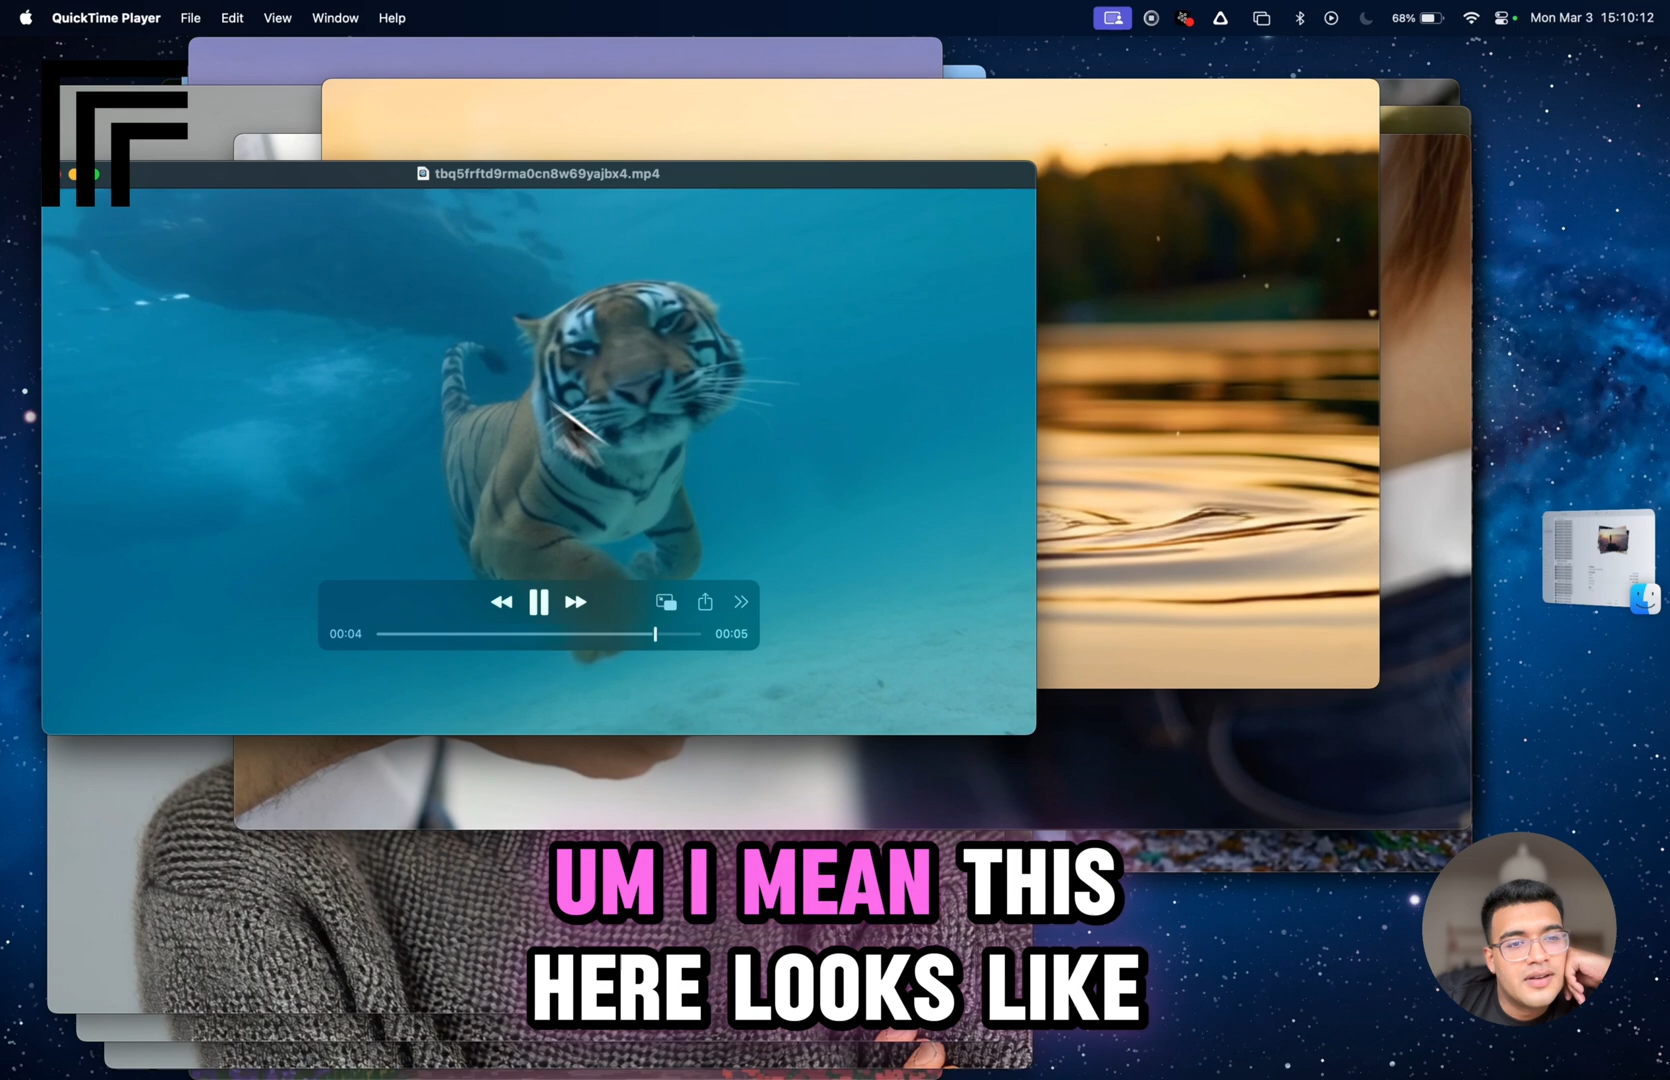 QuickTime Player File Edit View Window Help 68% Mon Mar 3 15:10:12
tbq5frftd9rma0cn8w69yajbx4.mp4
00:04 00:05
UM I MEAN THIS
HERE LOOKS LIKE